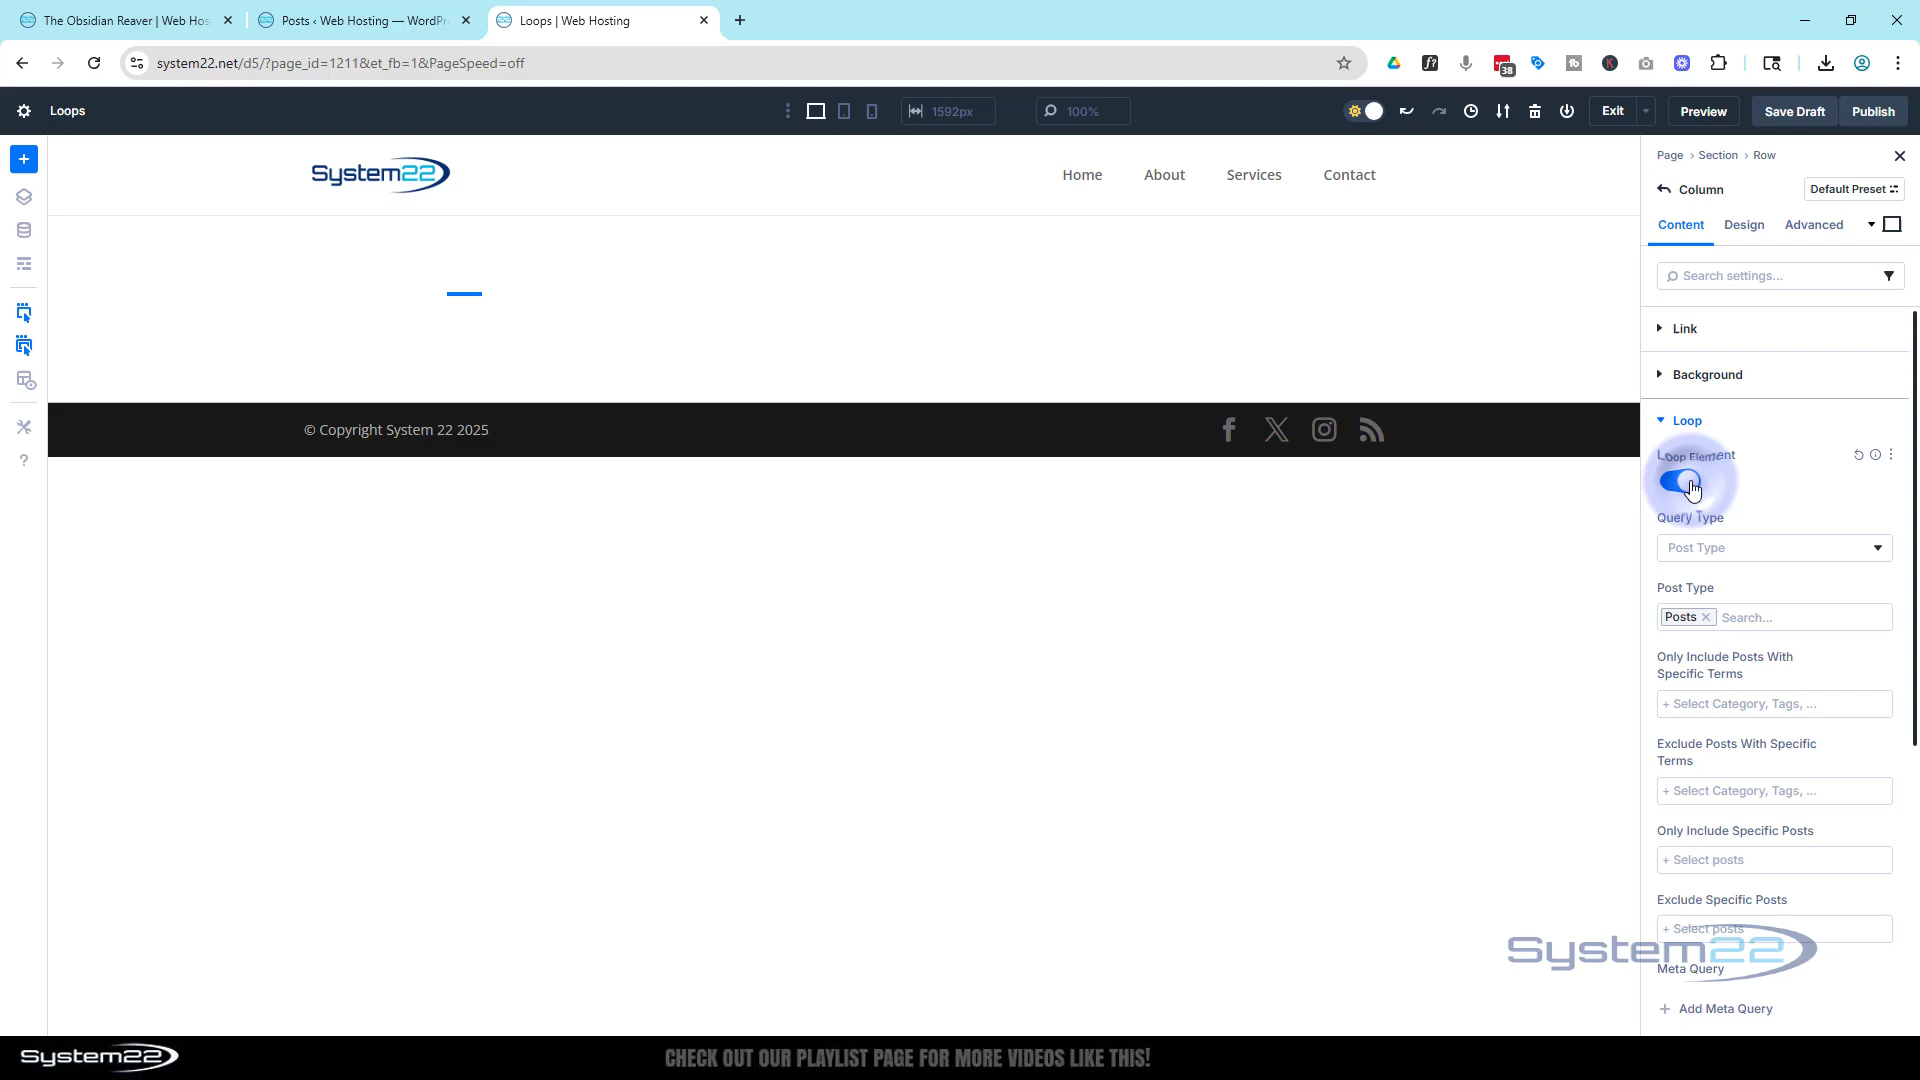 The Obsidian Reaver | Web Hos
Posts ‹ Web Hosting — WordPr
Loops | Web Hosting
system22.net/d5/?page_id=1211&et_fb=1&PageSpeed=off
38
Loops
1592px
100%
Exit
Preview
Save Draft
Publish
System22
Home
About
Services
Contact
© Copyright System 22 2025
Page › Section › Row
Column
Default Preset
Content
Design
Advanced
Search settings...
Link
Background
Loop
Loop Element
Query Type
Post Type
Post Type
Posts
Search...
Only Include Posts With
Specific Terms
+ Select Category, Tags, ...
Exclude Posts With Specific
Terms
+ Select Category, Tags, ...
Only Include Specific Posts
+ Select posts
Exclude Specific Posts
+ Select posts
System22
Meta Query
Add Meta Query
System22
CHECK OUT OUR PLAYLIST PAGE FOR MORE VIDEOS LIKE THIS!